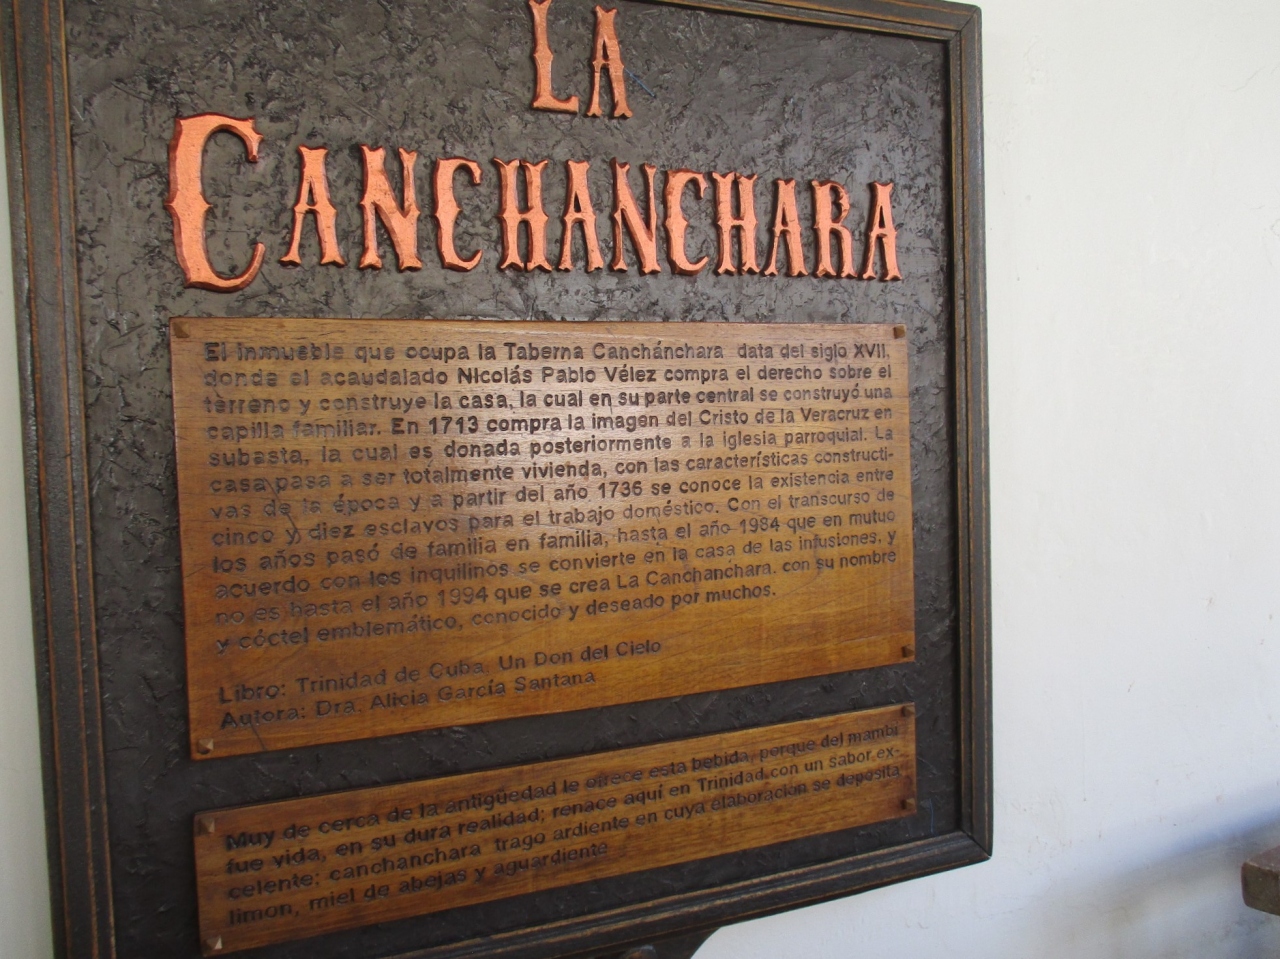 LA
CANCHANCHARA
El inmueble que ocupa la Taberna Canchánchara data del siglo XVII,
donde el acaudalado Nicolás Pablo Vélez compra el derecho sobre el
terreno y construye la casa, la cual en su parte central se construyó una
capilla familiar. En 1713 compra la imagen del Cristo de la Veracruz en
subasta, la cual es donada posteriormente a la iglesia parroquial. La
casa pasa a ser totalmente vivienda, con las características constructi-
vas de la época y a partir del año 1736 se conoce la existencia entre
cinco y diez esclavos para el trabajo doméstico. Con el transcurso de
los años pasó de familia en familia, hasta el año 1984 que en mutuo
acuerdo con los inquilinos se convierte en la casa de las infusiones, y
no es hasta el año 1994 que se crea La Canchanchara, con su nombre
y cóctel emblemático, conocido y deseado por muchos.
Libro: Trinidad de Cuba, Un Don del Cielo
Autora: Dra. Alicia García Santana
Muy de cerca de la antigüedad le ofrece esta bebida, porque del mambí
fue vida, en su dura realidad; renace aquí en Trinidad con un sabor ex-
celente: canchanchara trago ardiente en cuya elaboración se deposita
limon, miel de abejas y aguardiente